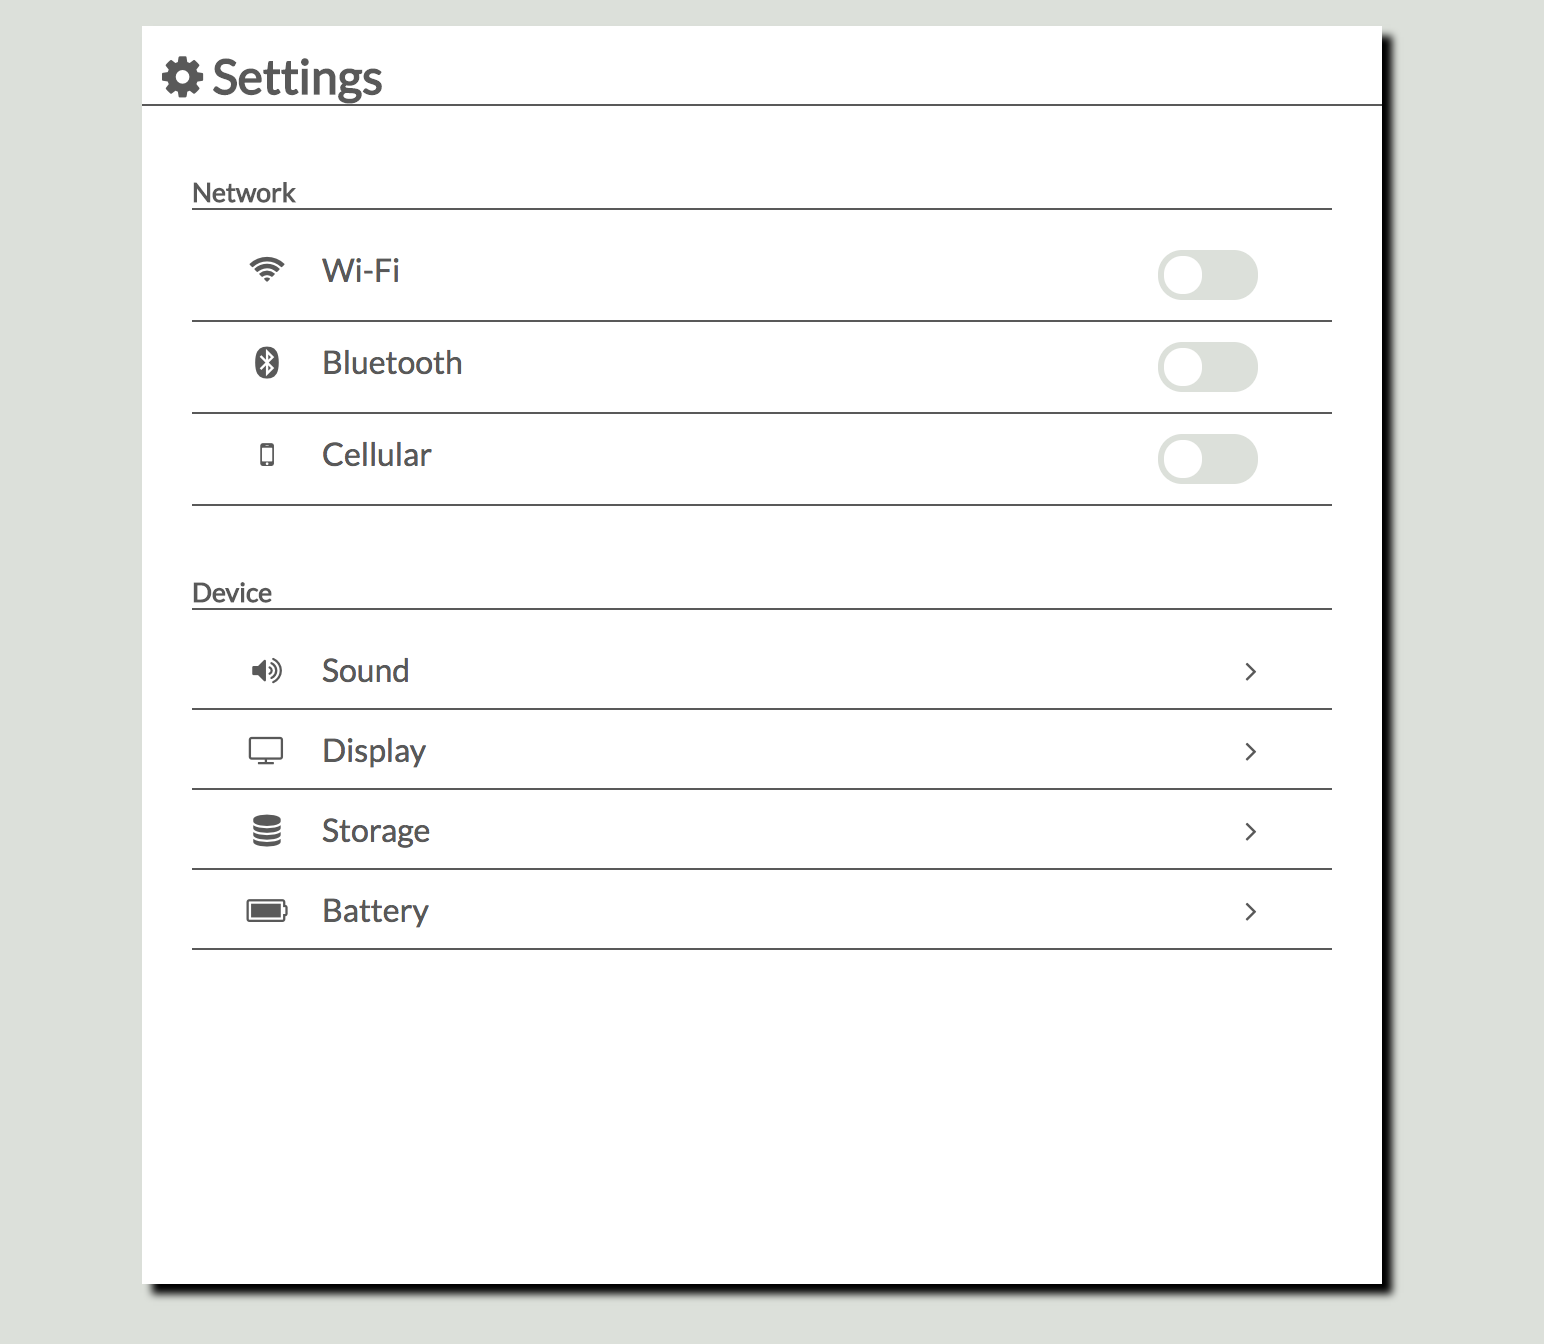 Settings
Network
Wi-Fi
Bluetooth
Cellular
Device
Sound
Display
Storage
Battery